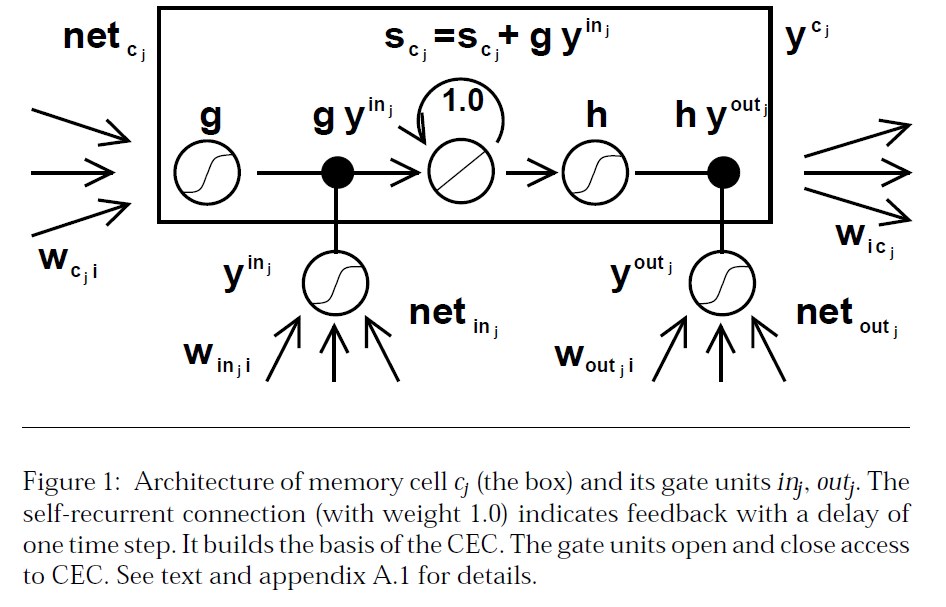 net c j
s c j =s c j + g y in j
y c j
1.0
g
g y in j
h
h y out j
w c j i
y in j
net in j
w in j i
y out j
net out j
w out j i
w i c j
Figure 1: Architecture of memory cell cj (the box) and its gate units inj, outj. The
self-recurrent connection (with weight 1.0) indicates feedback with a delay of
one time step. It builds the basis of the CEC. The gate units open and close access
to CEC. See text and appendix A.1 for details.